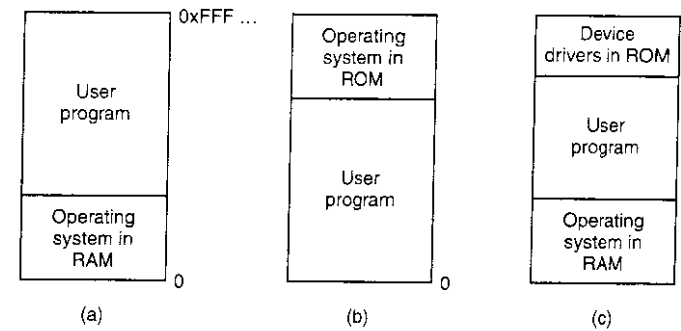 0xFFF ...
User
program
Operating
system in
RAM
0
(a)
Operating
system in
ROM
User
program
0
(b)
Device
drivers in ROM
User
program
Operating
system in
RAM
(c)